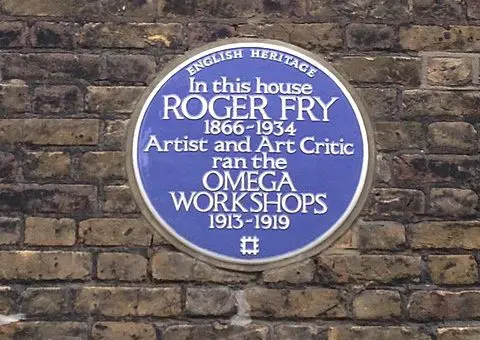 ENGLISH HERITAGE
In this house
ROGER FRY
1866-1934
Artist and Art Critic
ran the
OMEGA
WORKSHOPS
1913-1919